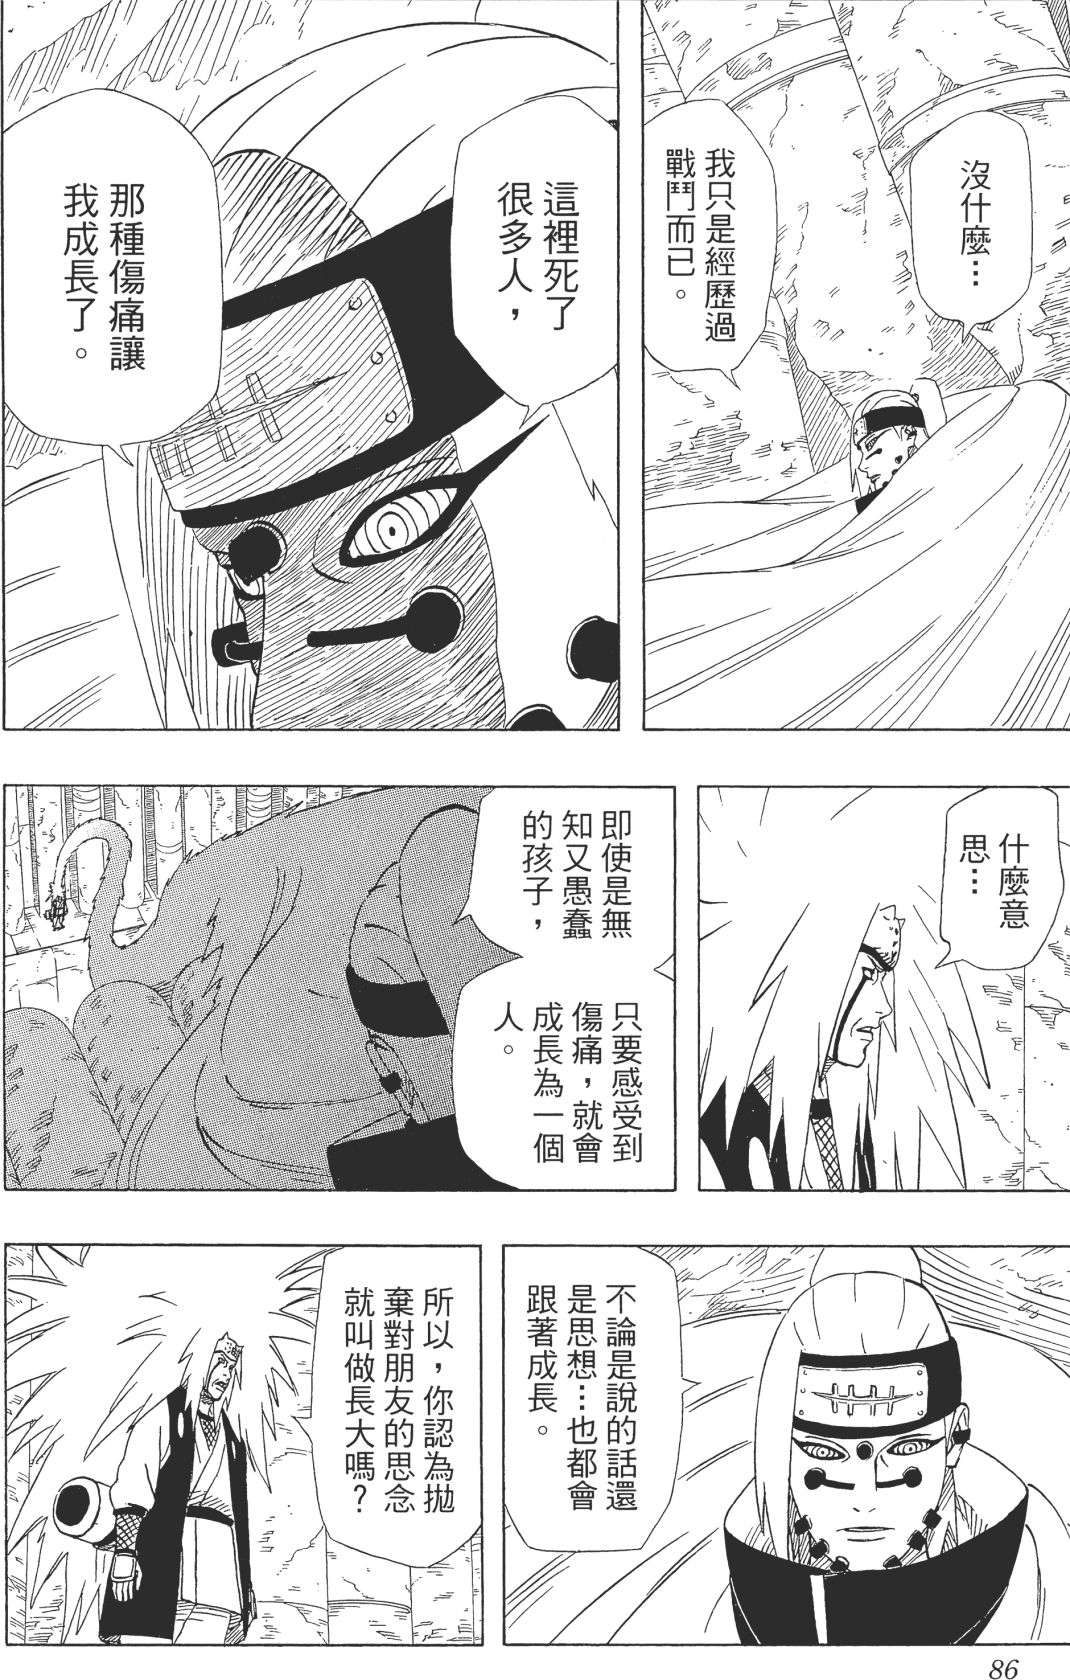 沒什麼…
我只是經歷過
戰鬥而已。
這裡死了
很多人，
那種傷痛讓
我成長了。
什麼意
思…
即使是無
知又愚蠢
的孩子，
只要感受到
傷痛，就會
成長為一個
人。
不論是說的話還
是思想…也都會
跟著成長。
所以，你認為拋
棄對朋友的思念
就叫做長大嗎？
86